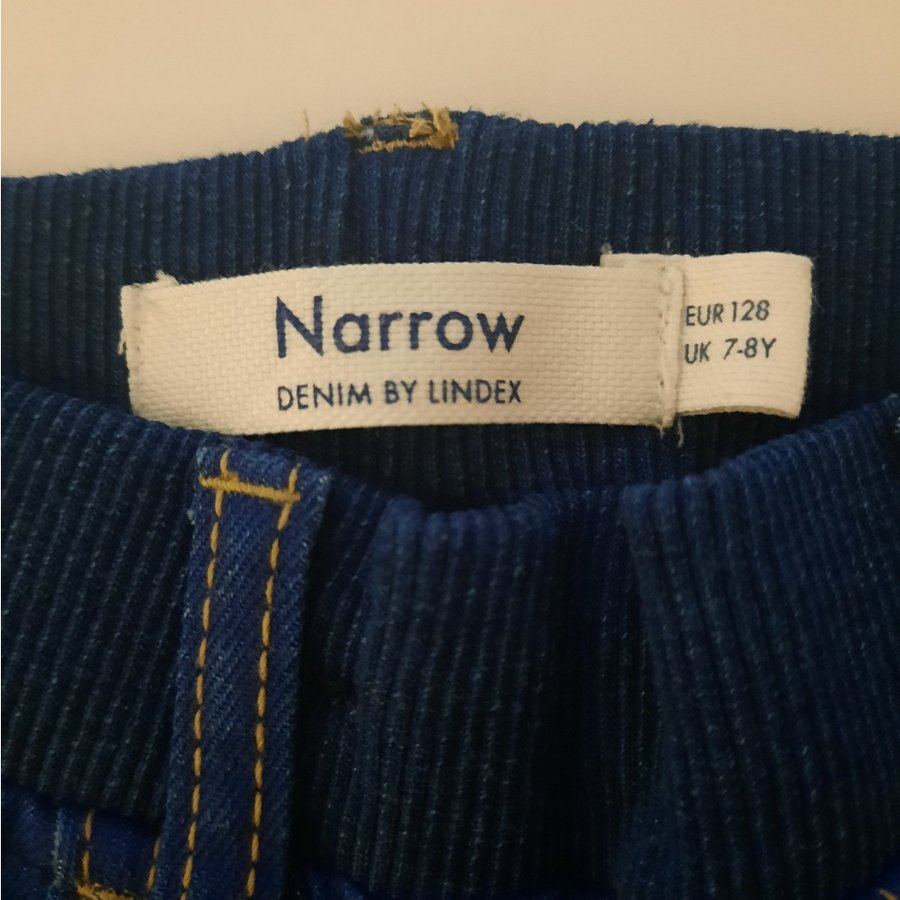 Narrow
DENIM BY LINDEX
EUR 128
UK 7-8Y